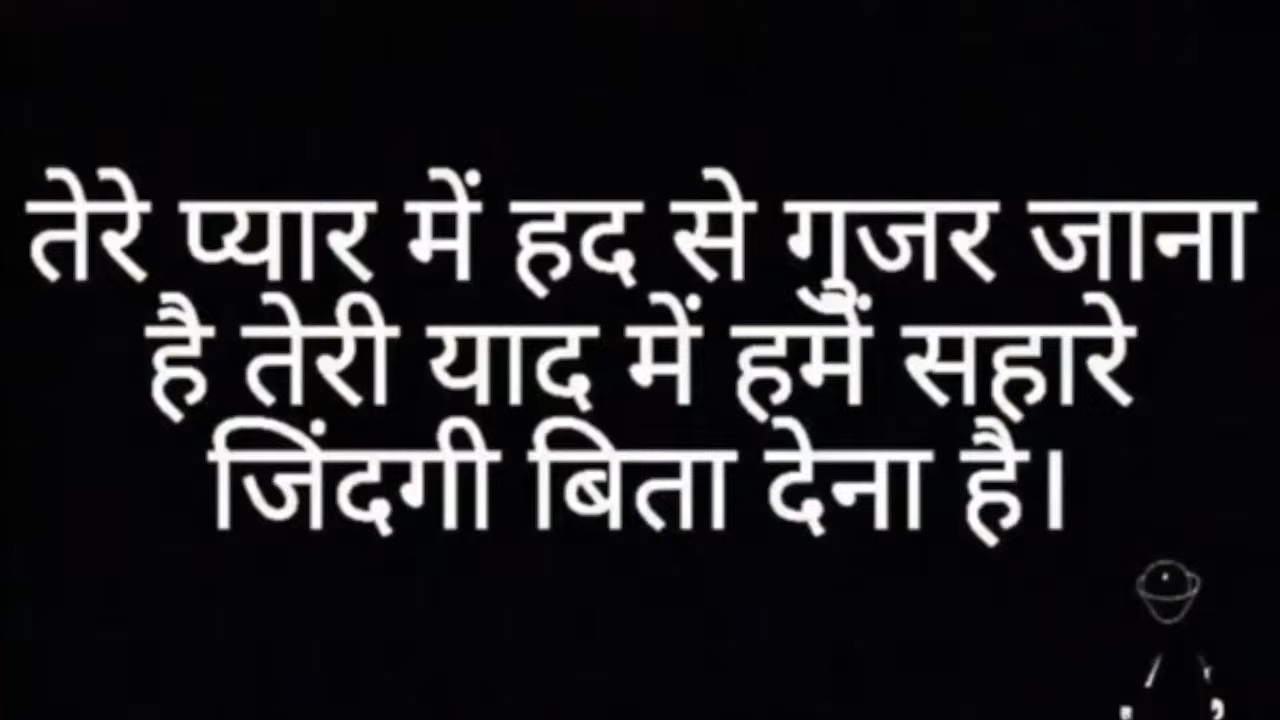 तेरे प्यार में हद से गुजर जाना
है तेरी याद में हमें सहारे
जिंदगी बिता देना है।